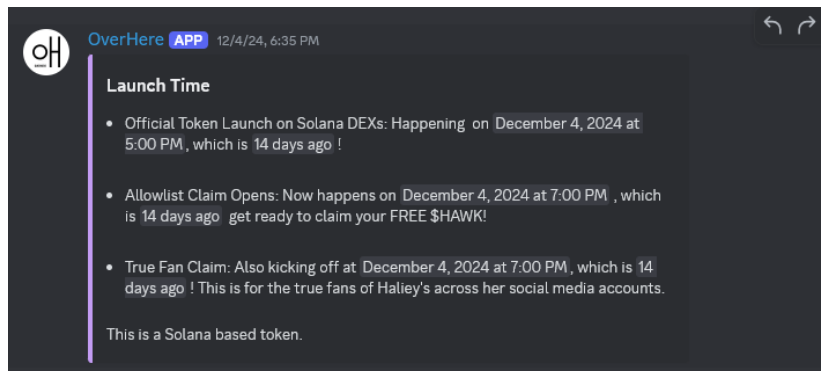 oH
OverHere APP 12/4/24, 6:35 PM
Launch Time
• Official Token Launch on Solana DEXs: Happening on December 4, 2024 at
5:00 PM, which is 14 days ago !
• Allowlist Claim Opens: Now happens on December 4, 2024 at 7:00 PM , which
is 14 days ago get ready to claim your FREE $HAWK!
• True Fan Claim: Also kicking off at December 4, 2024 at 7:00 PM, which is 14
days ago ! This is for the true fans of Haliey's across her social media accounts.
This is a Solana based token.